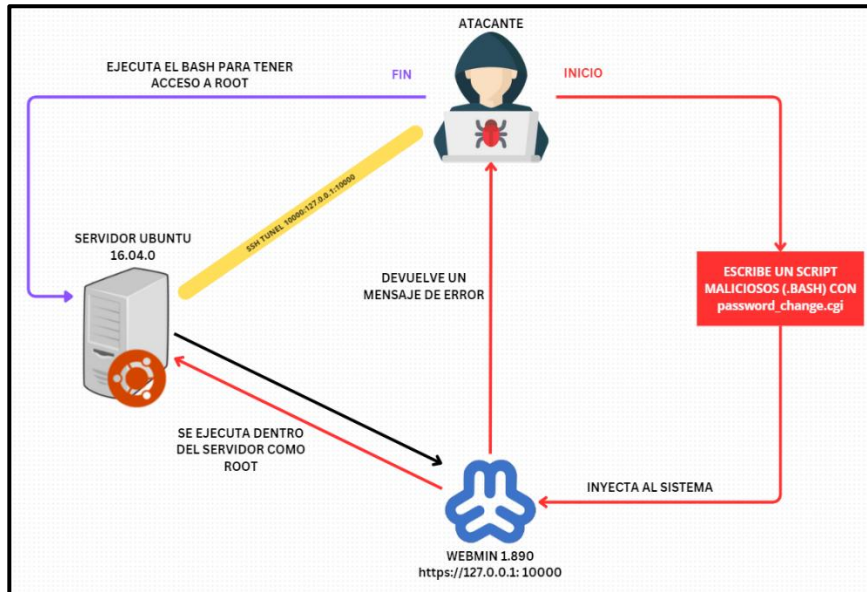 ATACANTE
EJECUTA EL BASH PARA TENER
ACCESO A ROOT
FIN
INICIO
SSH TUNEL 10000:127.0.0.1:10000
SERVIDOR UBUNTU
16.04.0
DEVUELVE UN
MENSAJE DE ERROR
ESCRIBE UN SCRIPT
MALICIOSOS (.BASH) CON
password_change.cgi
SE EJECUTA DENTRO
DEL SERVIDOR COMO
ROOT
INYECTA AL SISTEMA
WEBMIN 1.890
https://127.0.0.1: 10000